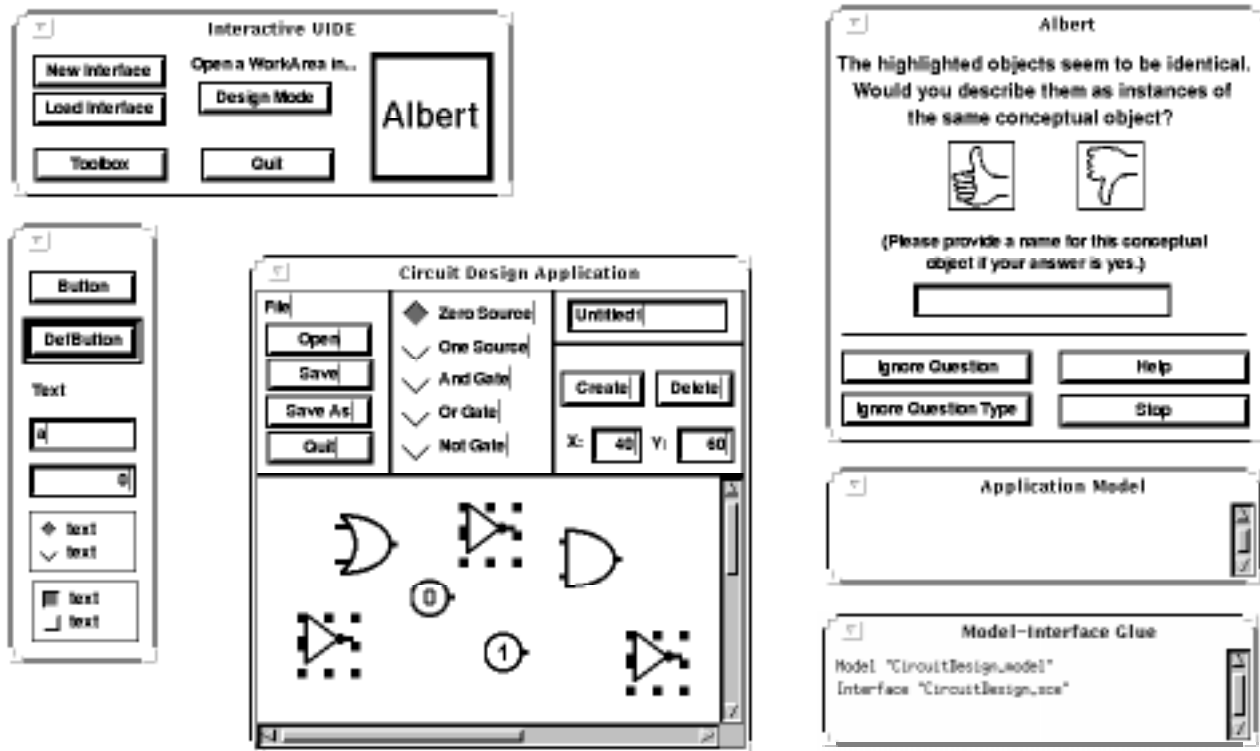 Interactive UIDE
New Interface
Load Interface
Toolbox
Open a WorkArea in...
Design Mode
Quit
Albert
Button
DefButton
Text
a
0
text
text
text
text
Circuit Design Application
File
Open
Save
Save As
Quit
Zero Source
One Source
And Gate
Or Gate
Not Gate
Untitled1
Create
Delete
X: 40 Y: 60
0
1
Albert
The highlighted objects seem to be identical.
Would you describe them as instances of
the same conceptual object?
(Please provide a name for this conceptual
object if your answer is yes.)
Ignore Question
Help
Ignore Question Type
Stop
Application Model
Model-Interface Glue
Model "CircuitDesign_model"
Interface "CircuitDesign_sce"